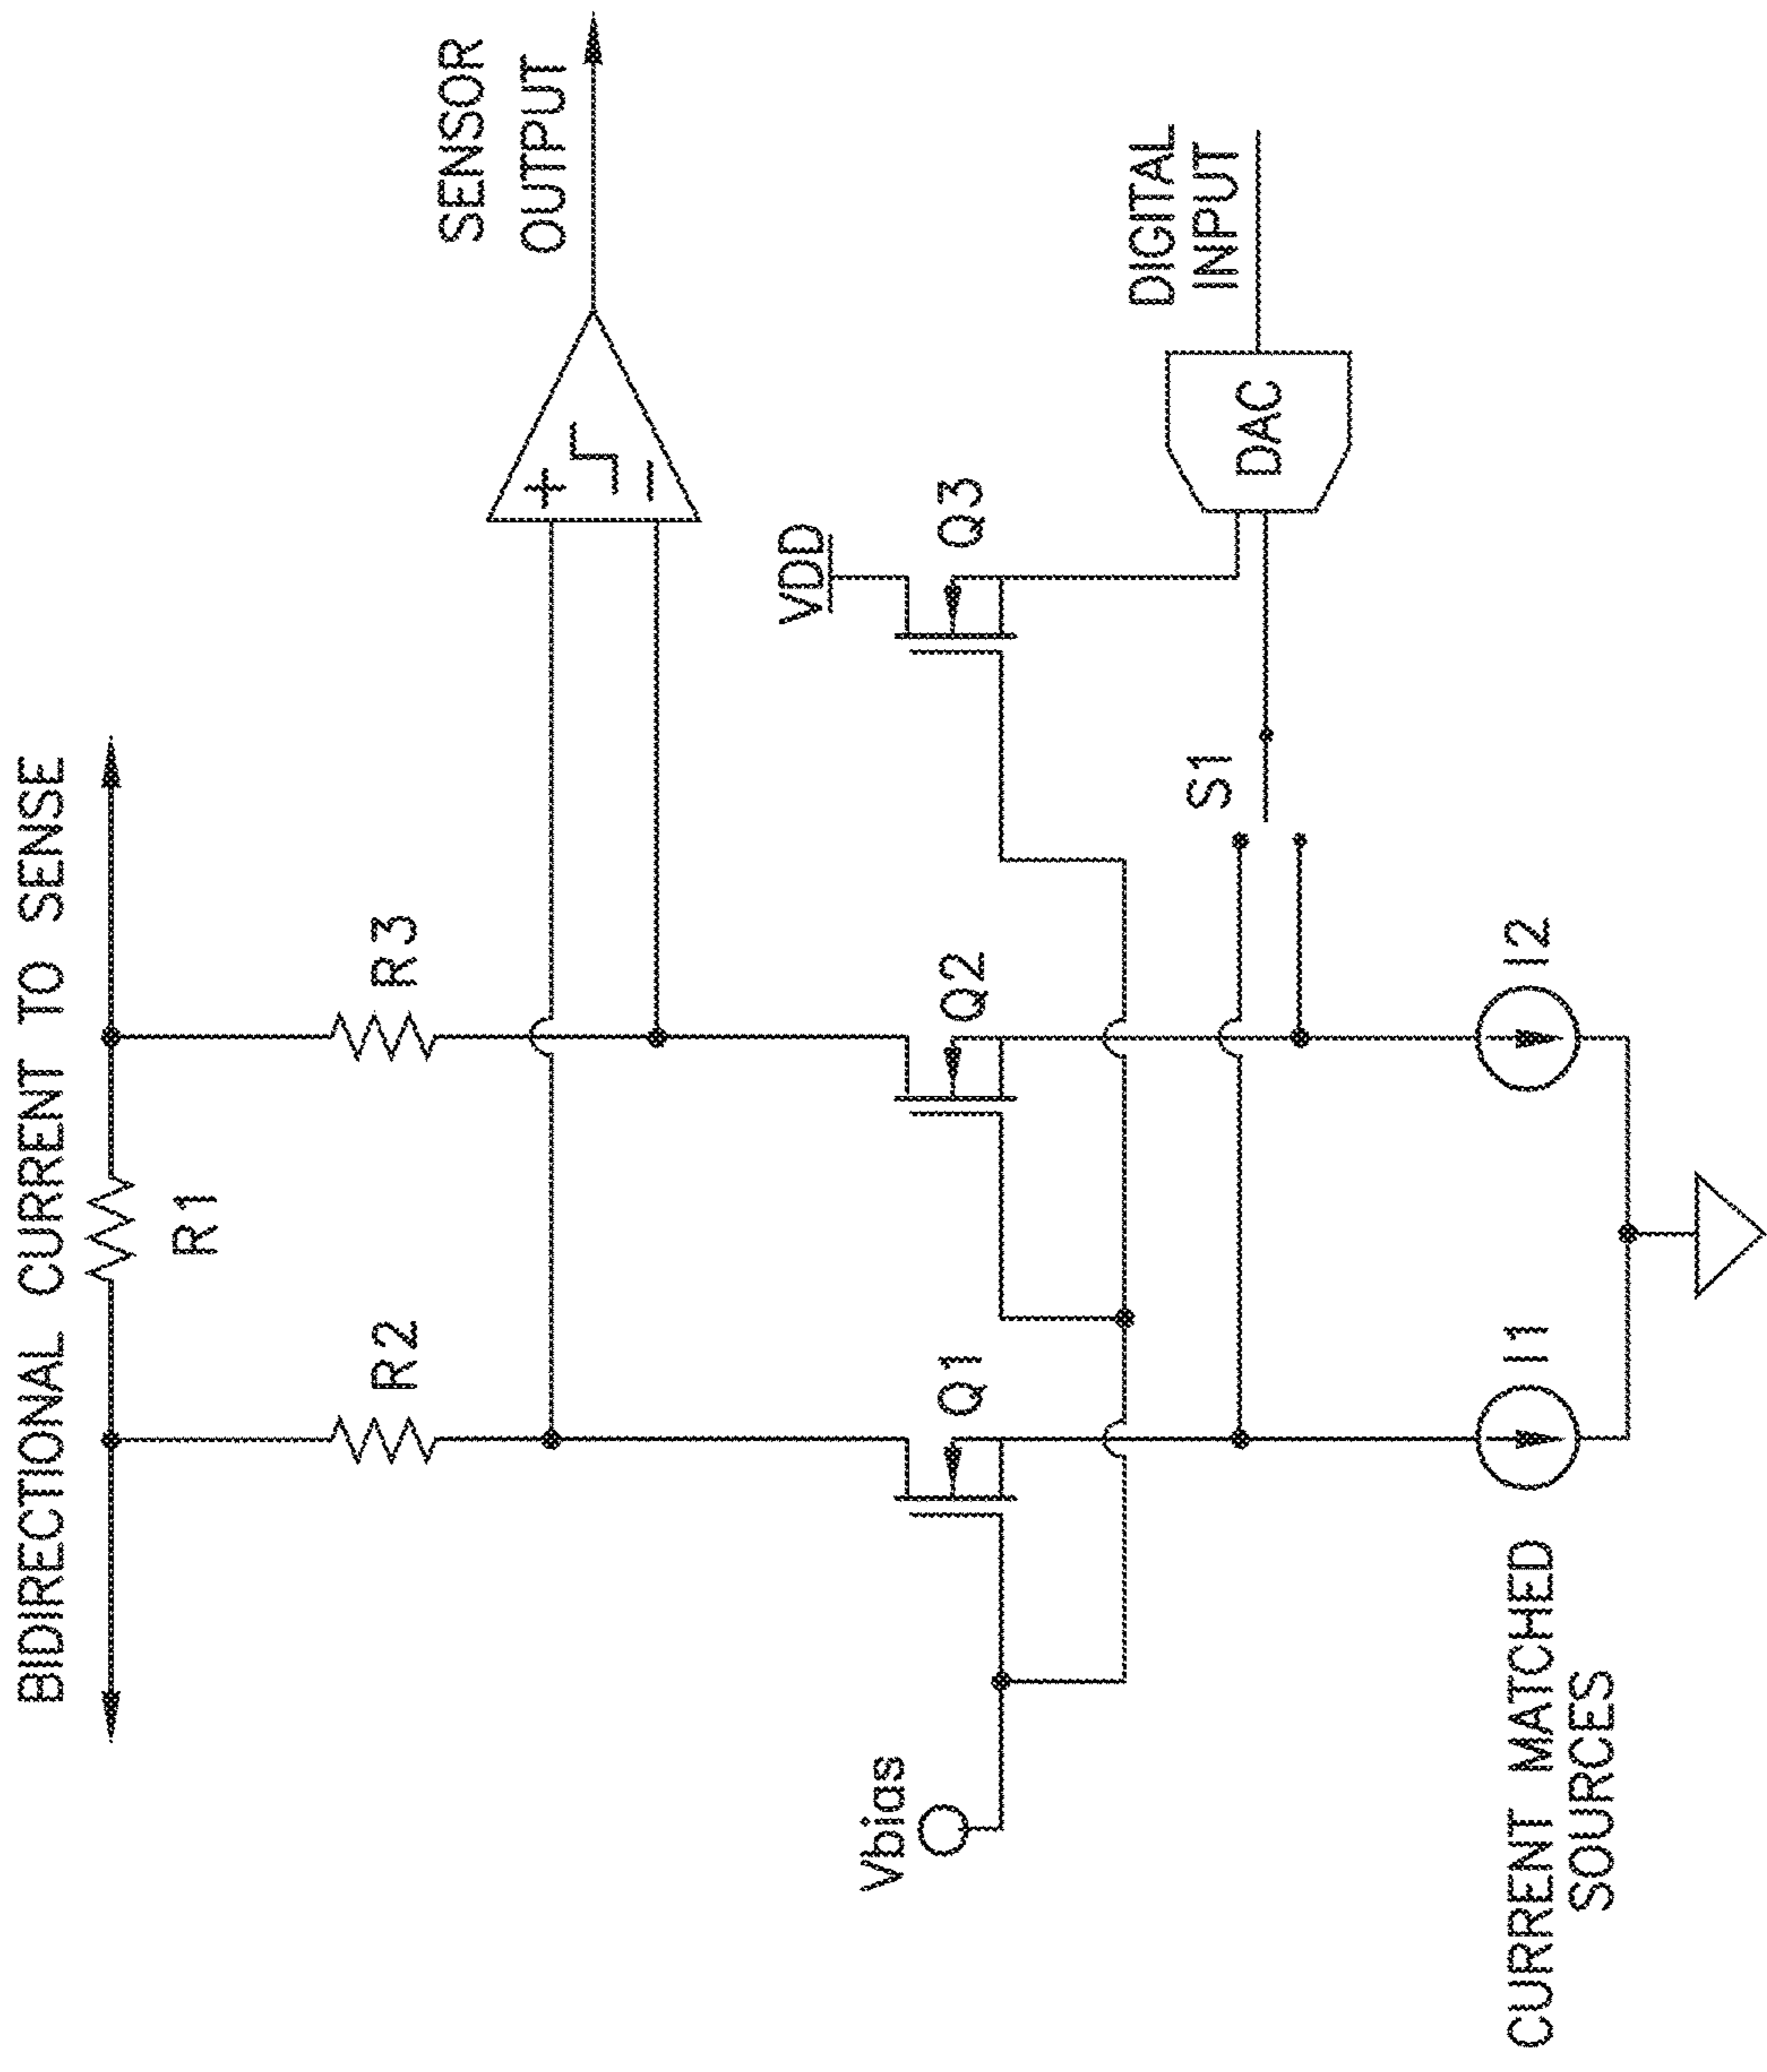 BIDIRECTIONAL CURRENT TO SENSE
R1
R2
R3
SENSOR
OUTPUT
+
−
VDD
Vbias
Q1
Q2
Q3
S1
DIGITAL
INPUT
DAC
CURRENT MATCHED
SOURCES
I1
I2